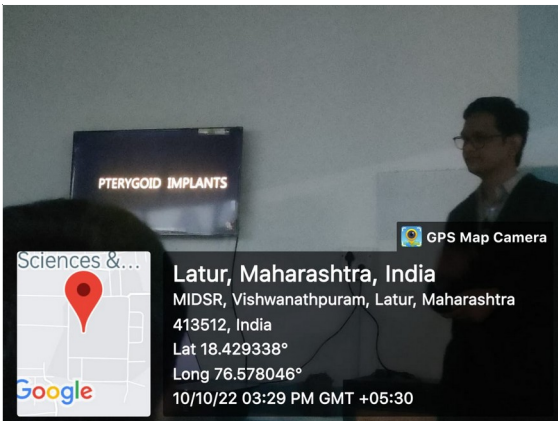 PTERYGOID IMPLANTS
GPS Map Camera
Sciences &...
Google
Latur, Maharashtra, India
MIDSR, Vishwanathpuram, Latur, Maharashtra
413512, India
Lat 18.429338°
Long 76.578046°
10/10/22 03:29 PM GMT +05:30